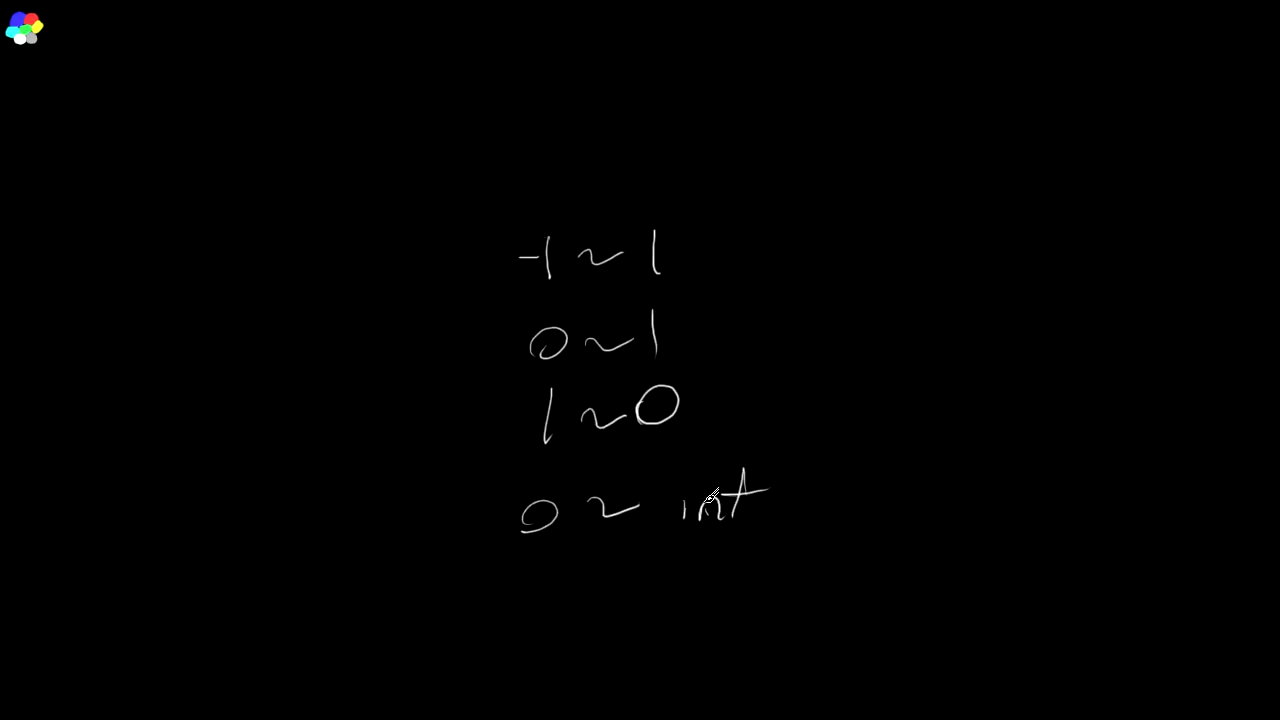 -1 ~ 1
0 ~ 1
1 ~ 0
0 ~ int